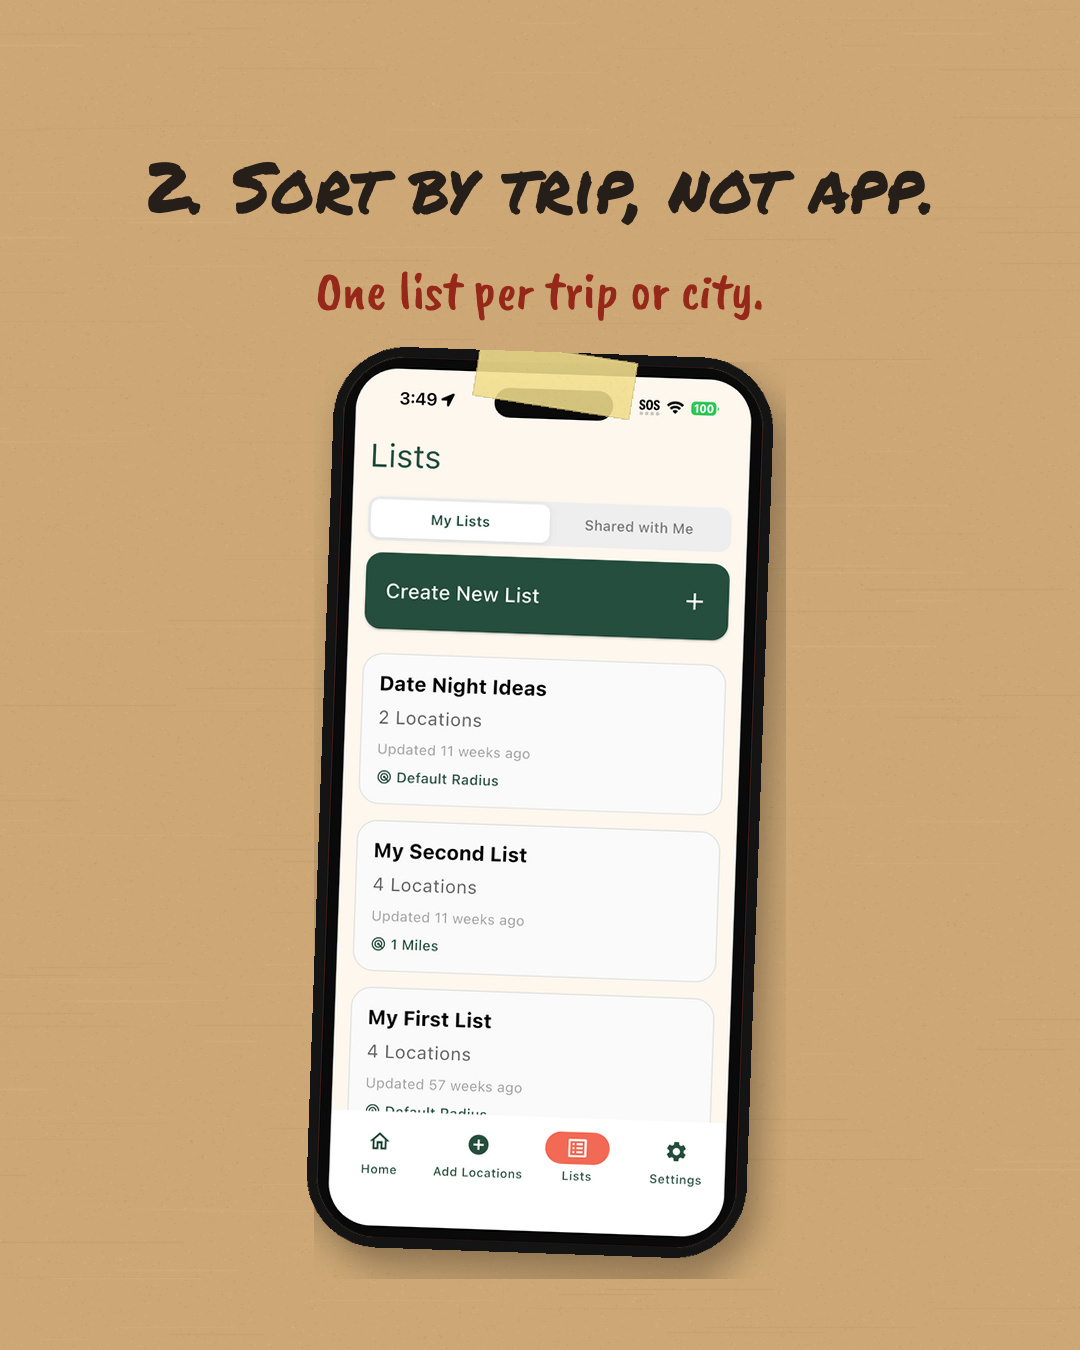 2. Sort by trip, not app.
One list per trip or city.
3:49
SOS
100
Lists
My Lists
Shared with Me
Create New List
+
Date Night Ideas
2 Locations
Updated 11 weeks ago
Default Radius
My Second List
4 Locations
Updated 11 weeks ago
1 Miles
My First List
4 Locations
Updated 57 weeks ago
Default Radius
Home
Add Locations
Lists
Settings